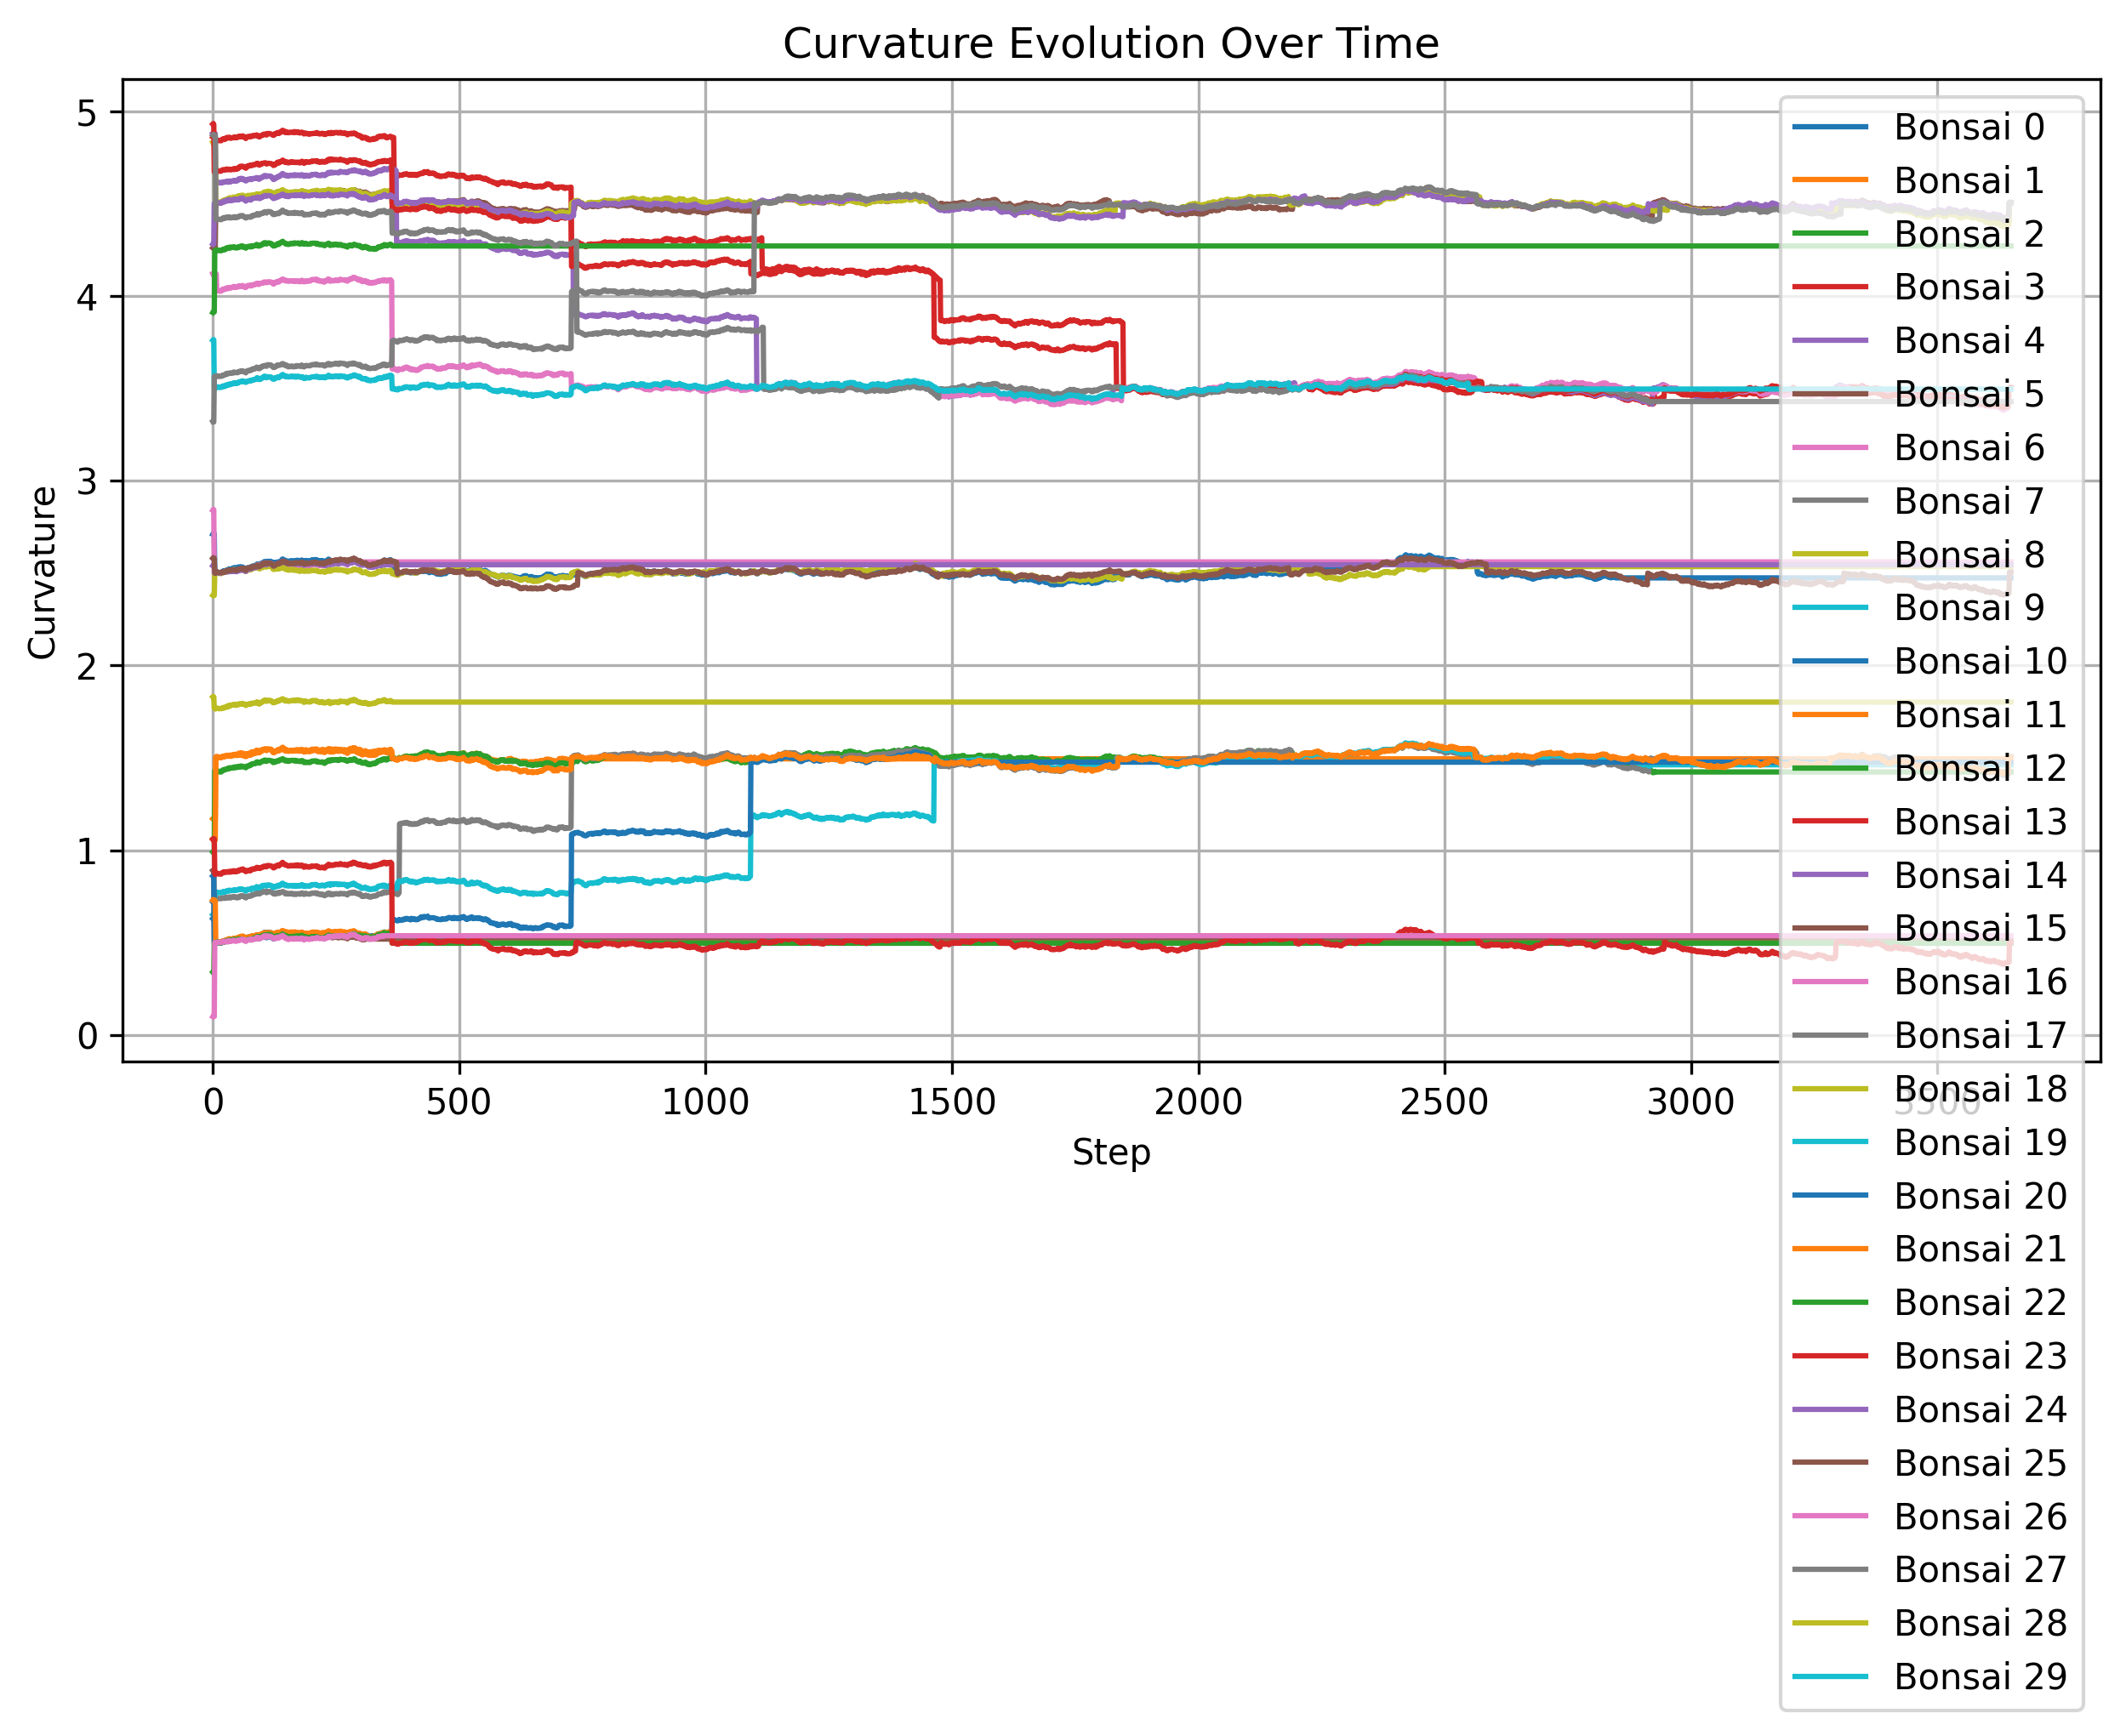 Curvature Evolution Over Time
Curvature
5
4
3
2
1
0
0
500
1000
1500
2000
2500
3000
3500
Step
Bonsai 0
Bonsai 1
Bonsai 2
Bonsai 3
Bonsai 4
Bonsai 5
Bonsai 6
Bonsai 7
Bonsai 8
Bonsai 9
Bonsai 10
Bonsai 11
Bonsai 12
Bonsai 13
Bonsai 14
Bonsai 15
Bonsai 16
Bonsai 17
Bonsai 18
Bonsai 19
Bonsai 20
Bonsai 21
Bonsai 22
Bonsai 23
Bonsai 24
Bonsai 25
Bonsai 26
Bonsai 27
Bonsai 28
Bonsai 29